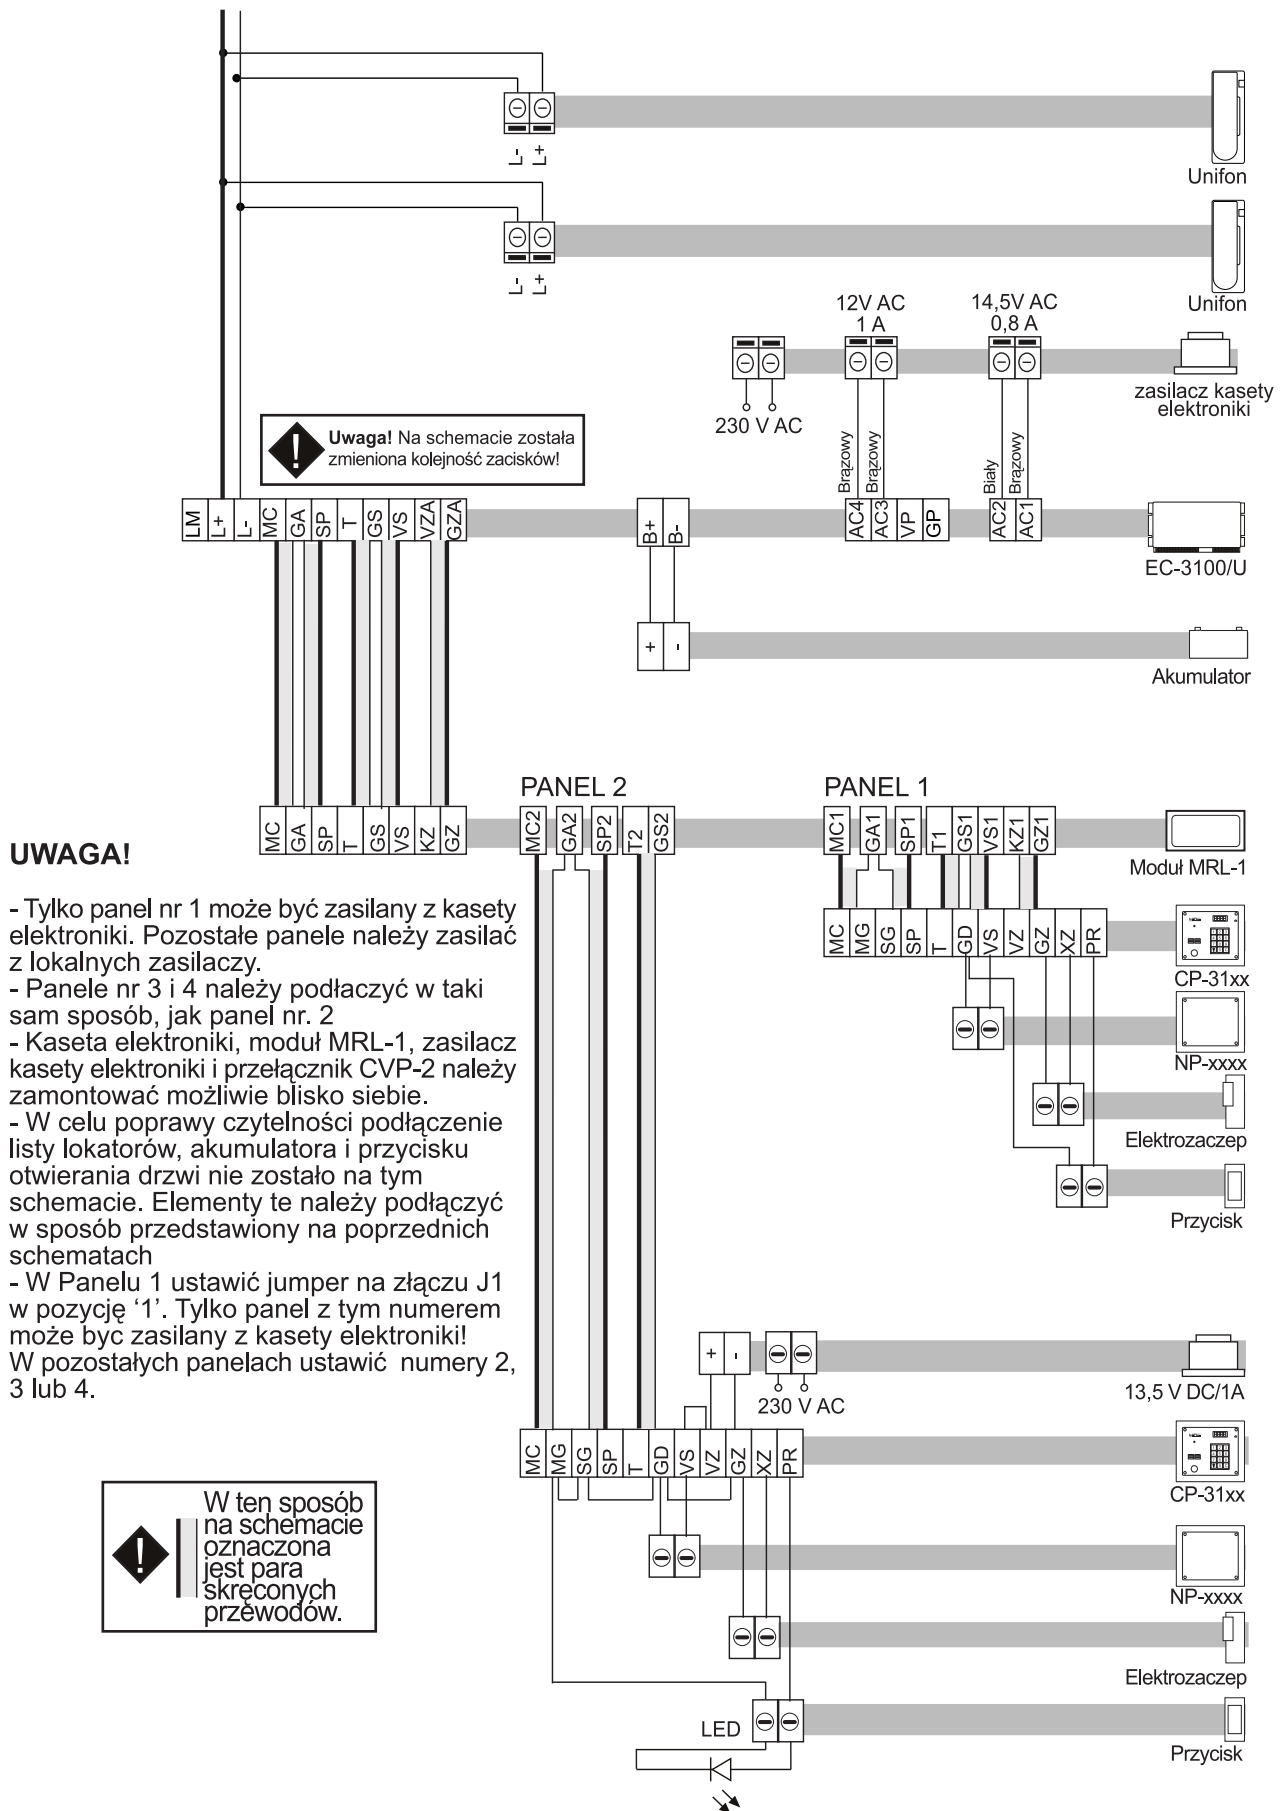 L- L+
Unifon
L- L+
Unifon
12V AC
1 A
14,5V AC
0,8 A
230 V AC
zasilacz kasety
elektroniki
Brązowy Brązowy Biały Brązowy
Uwaga! Na schemacie została
zmieniona kolejność zacisków!
LM L+ L- MC GA SP T GS VS VZA GZA B+ B- AC4 AC3 VP GP AC2 AC1
EC-3100/U
+ -
Akumulator
PANEL 2 PANEL 1
MC GA SP T GS VS KZ GZ MC2 GA2 SP2 T2 GS2 MC1 GA1 SP1 T1 GS1 VS1 KZ1 GZ1
Moduł MRL-1
MC MG SG SP T GD VS VZ GZ XZ PR
CP-31xx
NP-xxxx
Elektrozaczep
Przycisk
UWAGA!
- Tylko panel nr 1 może być zasilany z kasety
elektroniki. Pozostałe panele należy zasilać
z lokalnych zasilaczy.
- Panele nr 3 i 4 należy podłaczyć w taki
sam sposób, jak panel nr. 2
- Kaseta elektroniki, moduł MRL-1, zasilacz
kasety elektroniki i przełącznik CVP-2 należy
zamontować możliwie blisko siebie.
- W celu poprawy czytelności podłączenie
listy lokatorów, akumulatora i przycisku
otwierania drzwi nie zostało na tym
schemacie. Elementy te należy podłączyć
w sposób przedstawiony na poprzednich
schematach
- W Panelu 1 ustawić jumper na złączu J1
w pozycję ‘1’. Tylko panel z tym numerem
może byc zasilany z kasety elektroniki!
W pozostałych panelach ustawić numery 2,
3 lub 4.
+ -
230 V AC
13,5 V DC/1A
MC MG SG SP T GD VS VZ GZ XZ PR
CP-31xx
NP-xxxx
Elektrozaczep
LED
Przycisk
W ten sposób
na schemacie
oznaczona
jest para
skręconych
przewodów.